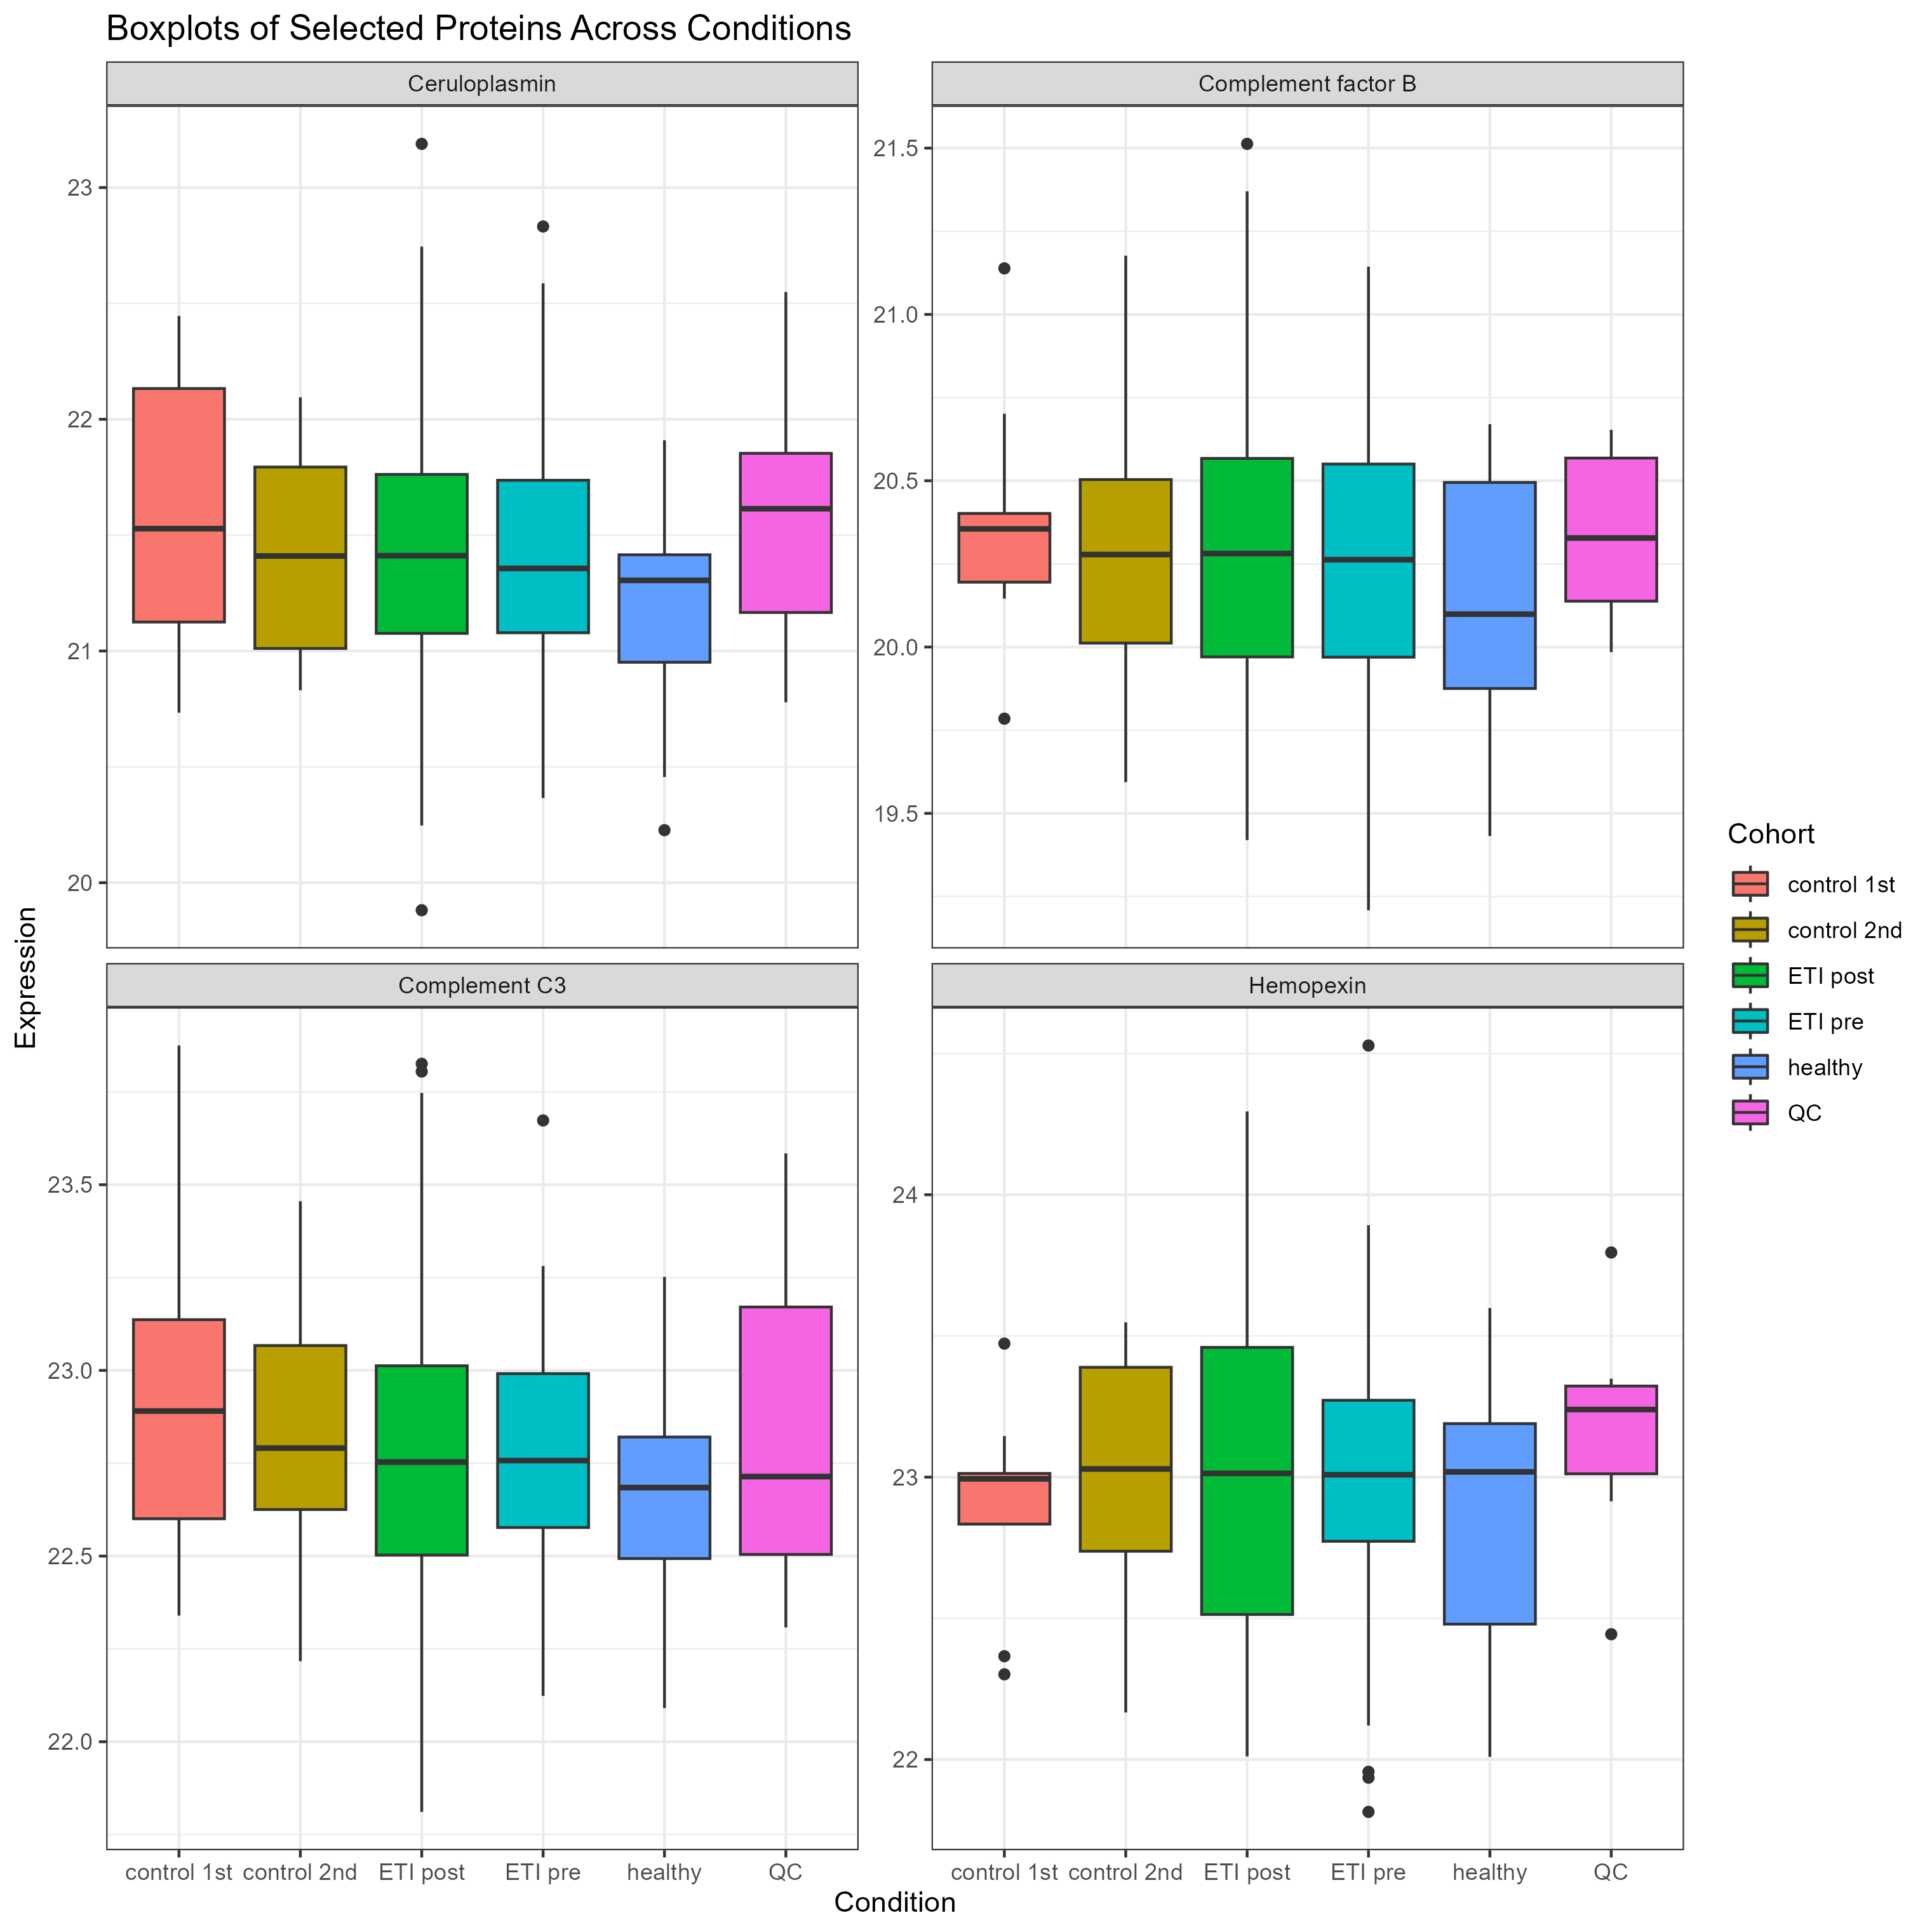 Boxplots of Selected Proteins Across Conditions
Ceruloplasmin
Complement factor B
23
22
21
20
21.5
21.0
20.5
20.0
19.5
Complement C3
Hemopexin
23.5
23.0
22.5
22.0
24
23
22
control 1st control 2nd ETI post ETI pre healthy QC
control 1st control 2nd ETI post ETI pre healthy QC
Condition
Expression
Cohort
control 1st
control 2nd
ETI post
ETI pre
healthy
QC